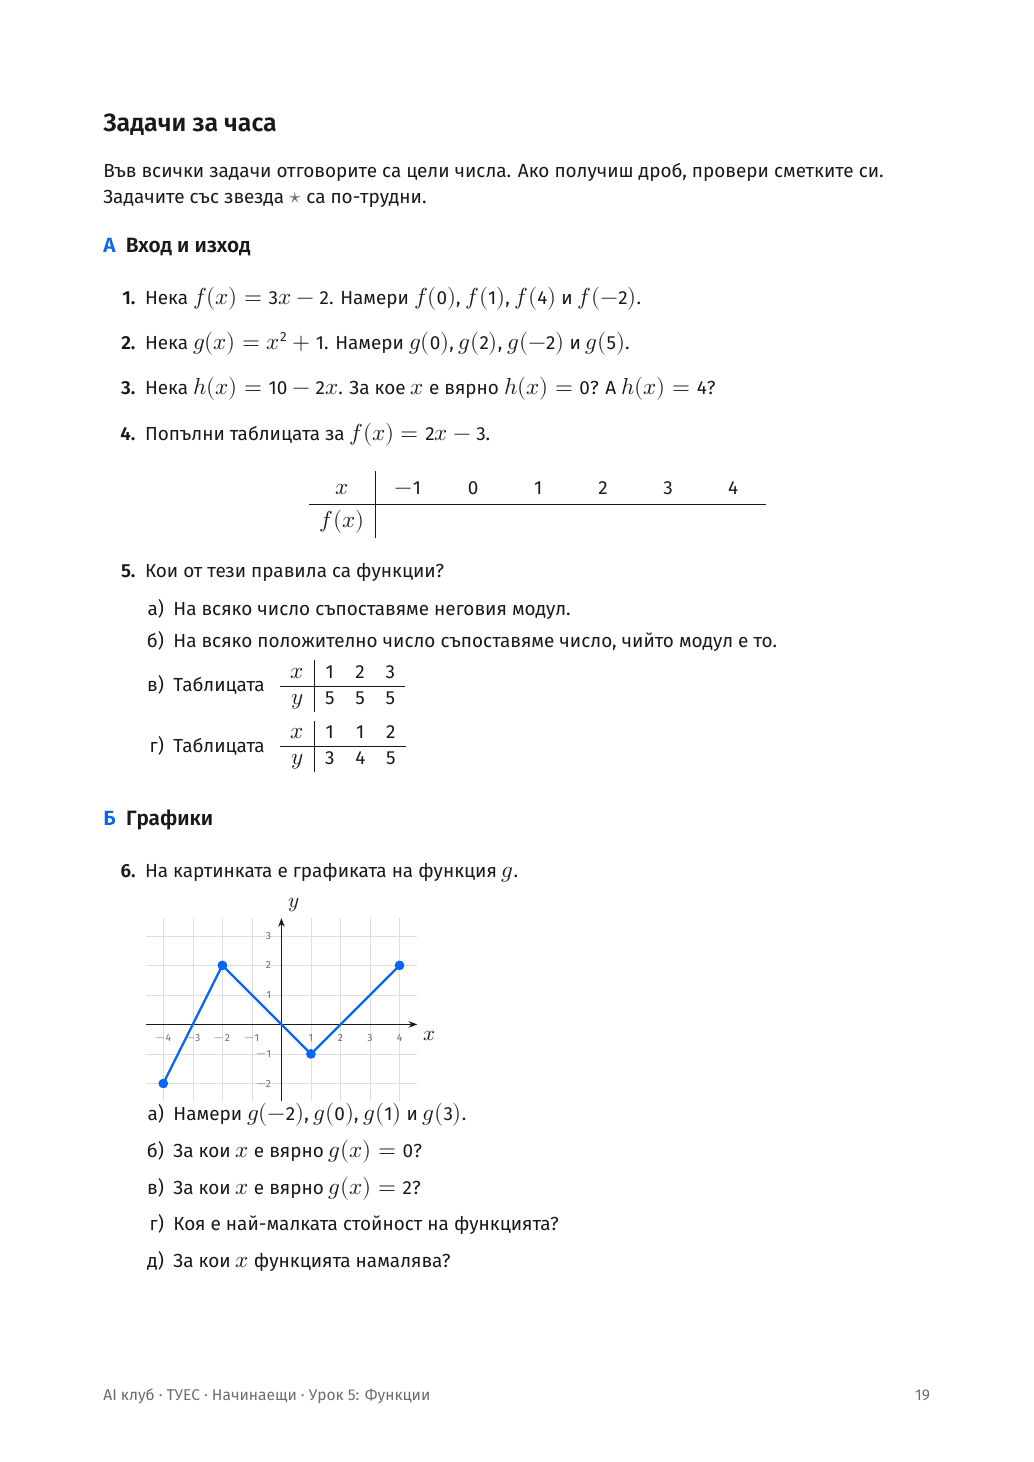 Задачи за часа
Във всички задачи отговорите са цели числа. Ако получиш дроб, провери сметките си.
Задачите със звезда ⋆ са по-трудни.
А Вход и изход
1. Нека f(x) = 3x − 2. Намери f(0), f(1), f(4) и f(−2).
2. Нека g(x) = x² + 1. Намери g(0), g(2), g(−2) и g(5).
3. Нека h(x) = 10 − 2x. За кое x е вярно h(x) = 0? А h(x) = 4?
4. Попълни таблицата за f(x) = 2x − 3.
x −1 0 1 2 3 4
f(x)
5. Кои от тези правила са функции?
а) На всяко число съпоставяме неговия модул.
б) На всяко положително число съпоставяме число, чийто модул е то.
в) Таблицата
x 1 2 3
y 5 5 5
г) Таблицата
x 1 1 2
y 3 4 5
Б Графики
6. На картинката е графиката на функция g.
y
3
2
1
−4 −3 −2 −1 1 2 3 4 x
−1
−2
а) Намери g(−2), g(0), g(1) и g(3).
б) За кои x е вярно g(x) = 0?
в) За кои x е вярно g(x) = 2?
г) Коя е най-малката стойност на функцията?
д) За кои x функцията намалява?
AI клуб · ТУЕС · Начинаещи · Урок 5: Функции 19